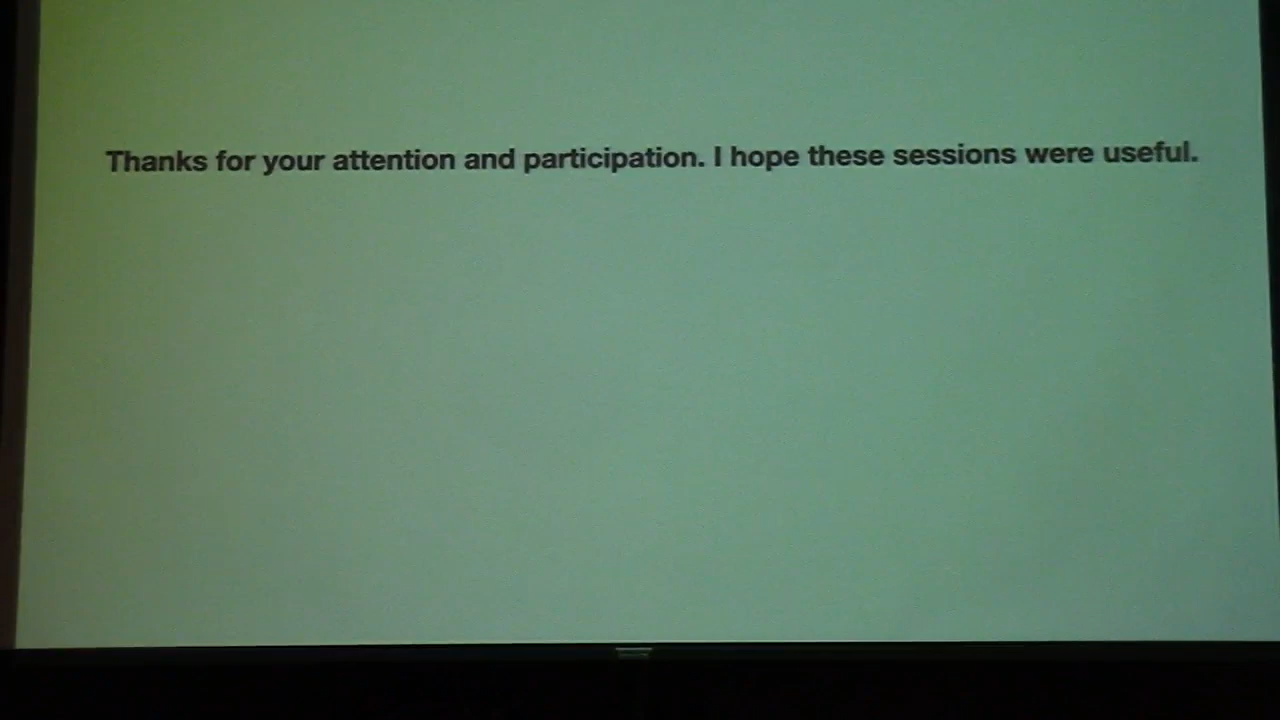 Thanks for your attention and participation. I hope these sessions were useful.